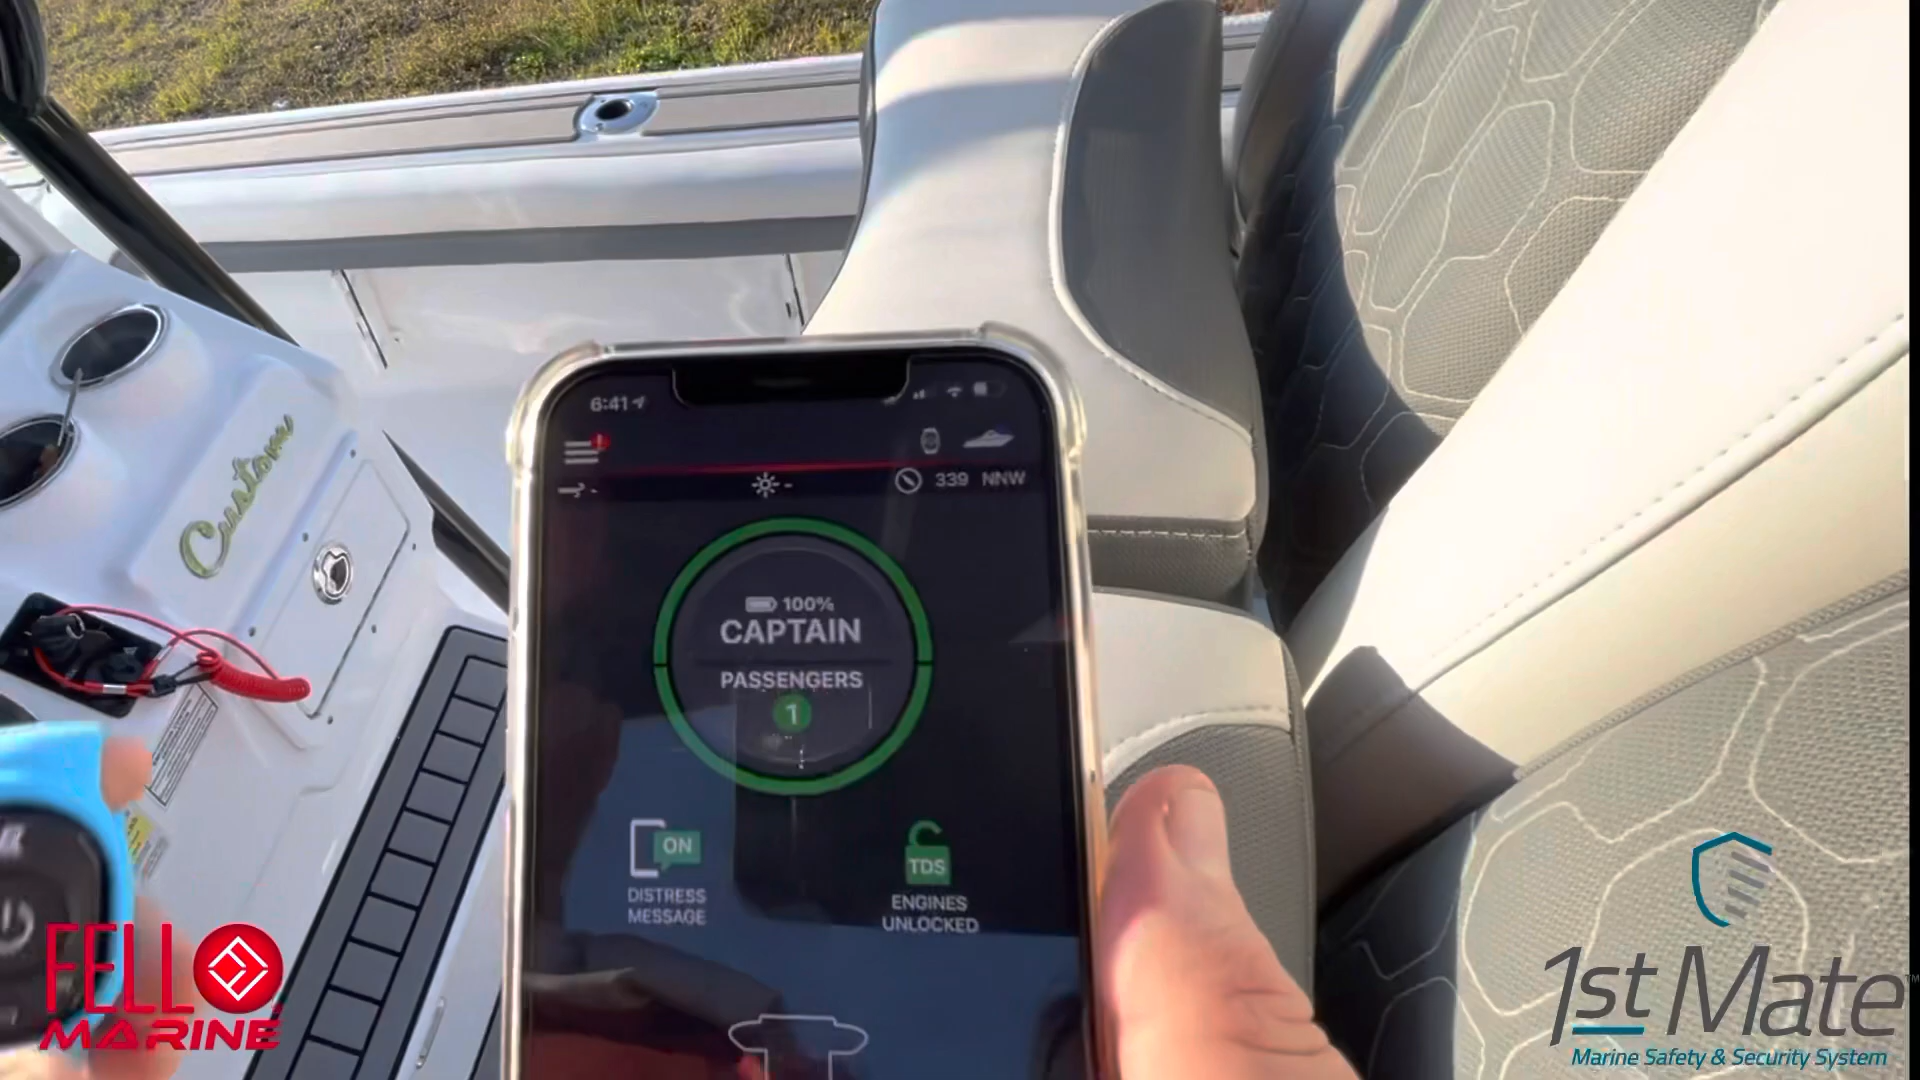 6:41
339 NNW
Custom
100%
CAPTAIN
PASSENGERS
1
ON
DISTRESS
MESSAGE
TDS
ENGINES
UNLOCKED
FELL
MARINE
1st Mate™
Marine Safety & Security System